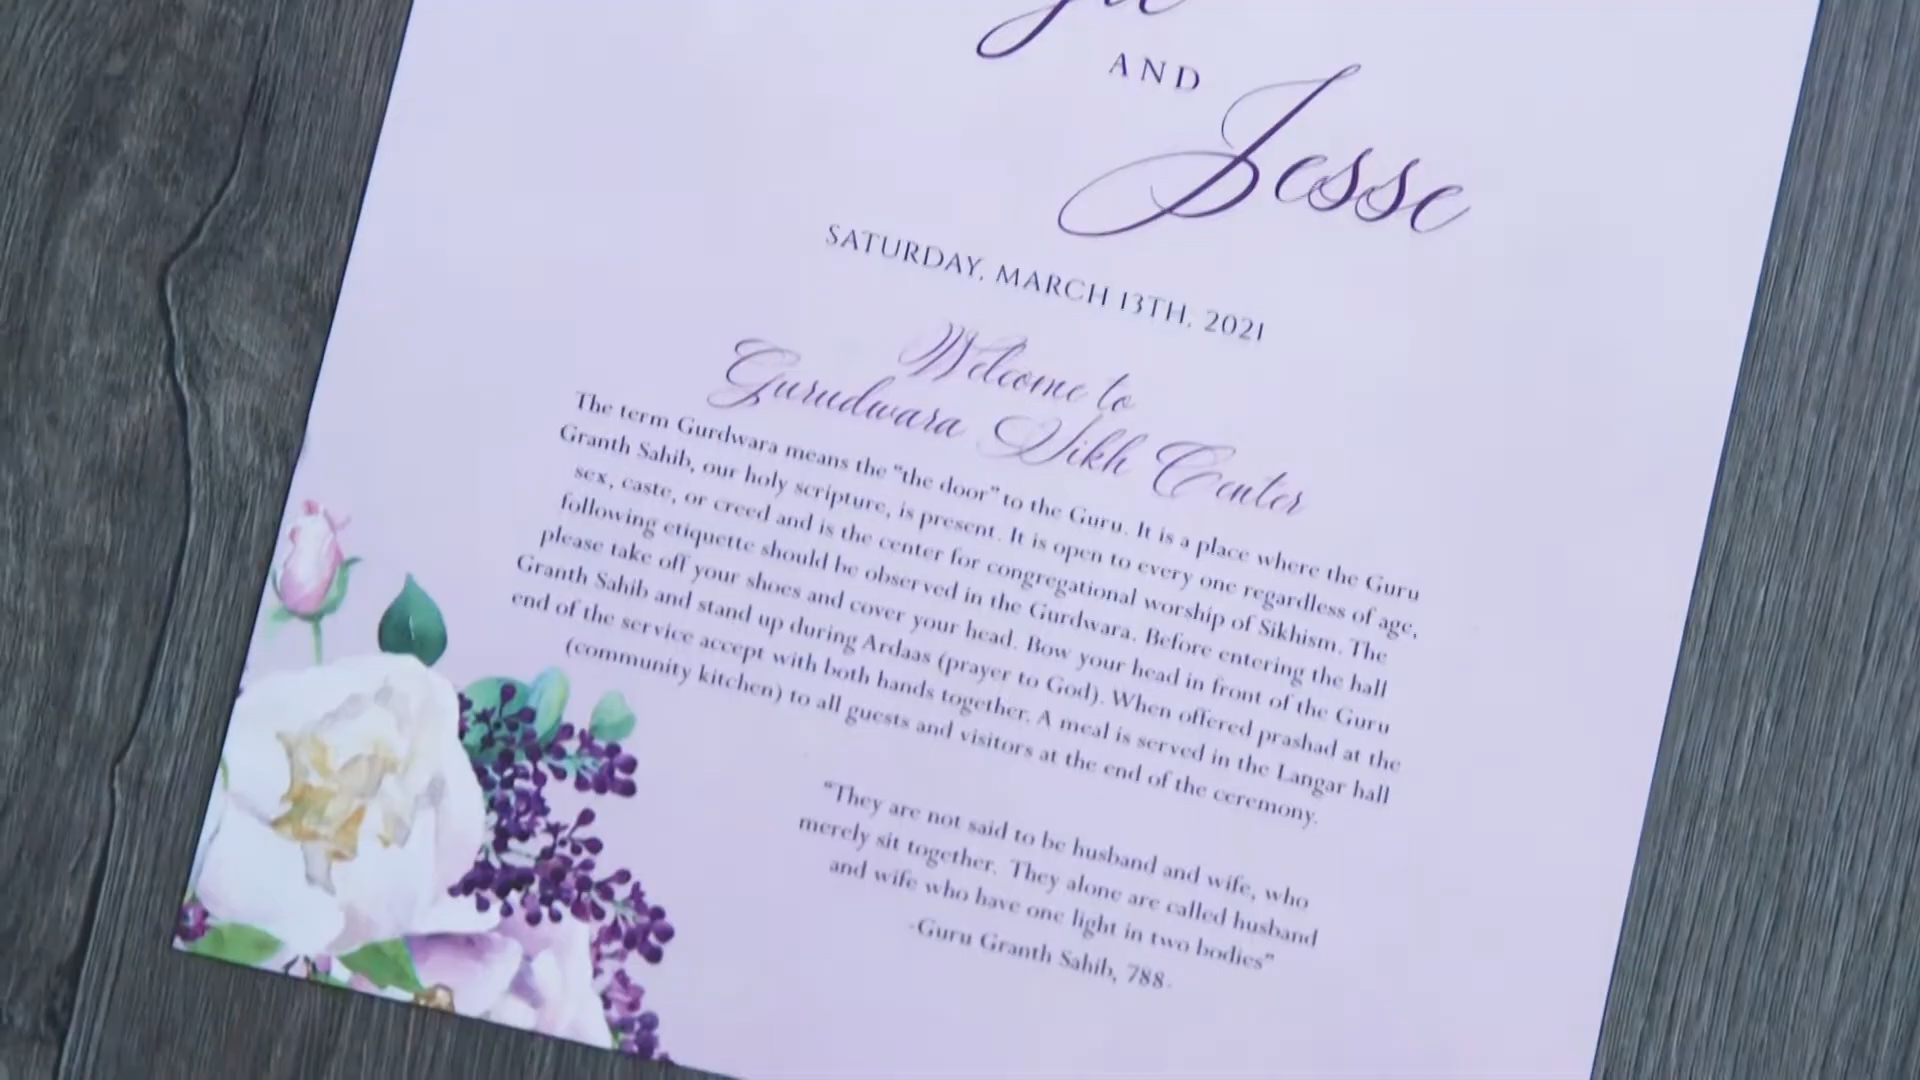 AND
Jesse
SATURDAY, MARCH 13TH, 2021
Welcome to
Gurudwara Sikh Center
The term Gurdwara means the "the door" to the Guru. It is a place where the Guru
Granth Sahib, our holy scripture, is present. It is open to every one regardless of age,
sex, caste, or creed and is the center for congregational worship of Sikhism. The
following etiquette should be observed in the Gurdwara. Before entering the hall
please take off your shoes and cover your head. Bow your head in front of the Guru
Granth Sahib and stand up during Ardaas (prayer to God). When offered prashad at the
end of the service accept with both hands together. A meal is served in the Langar hall
(community kitchen) to all guests and visitors at the end of the ceremony.
"They are not said to be husband and wife, who
merely sit together. They alone are called husband
and wife who have one light in two bodies"
-Guru Granth Sahib, 788-